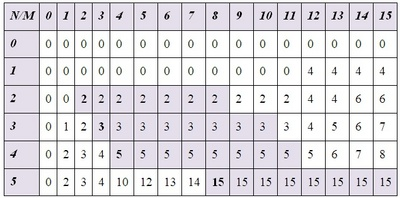 N/M 0 1 2 3 4 5 6 7 8 9 10 11 12 13 14 15
0 0 0 0 0 0 0 0 0 0 0 0 0 0 0 0 0
1 0 0 0 0 0 0 0 0 0 0 0 0 4 4 4 4
2 0 0 2 2 2 2 2 2 2 2 2 2 4 4 6 6
3 0 1 2 3 3 3 3 3 3 3 3 3 4 5 6 7
4 0 2 3 4 5 5 5 5 5 5 5 5 5 6 7 8
5 0 2 3 4 10 12 13 14 15 15 15 15 15 15 15 15